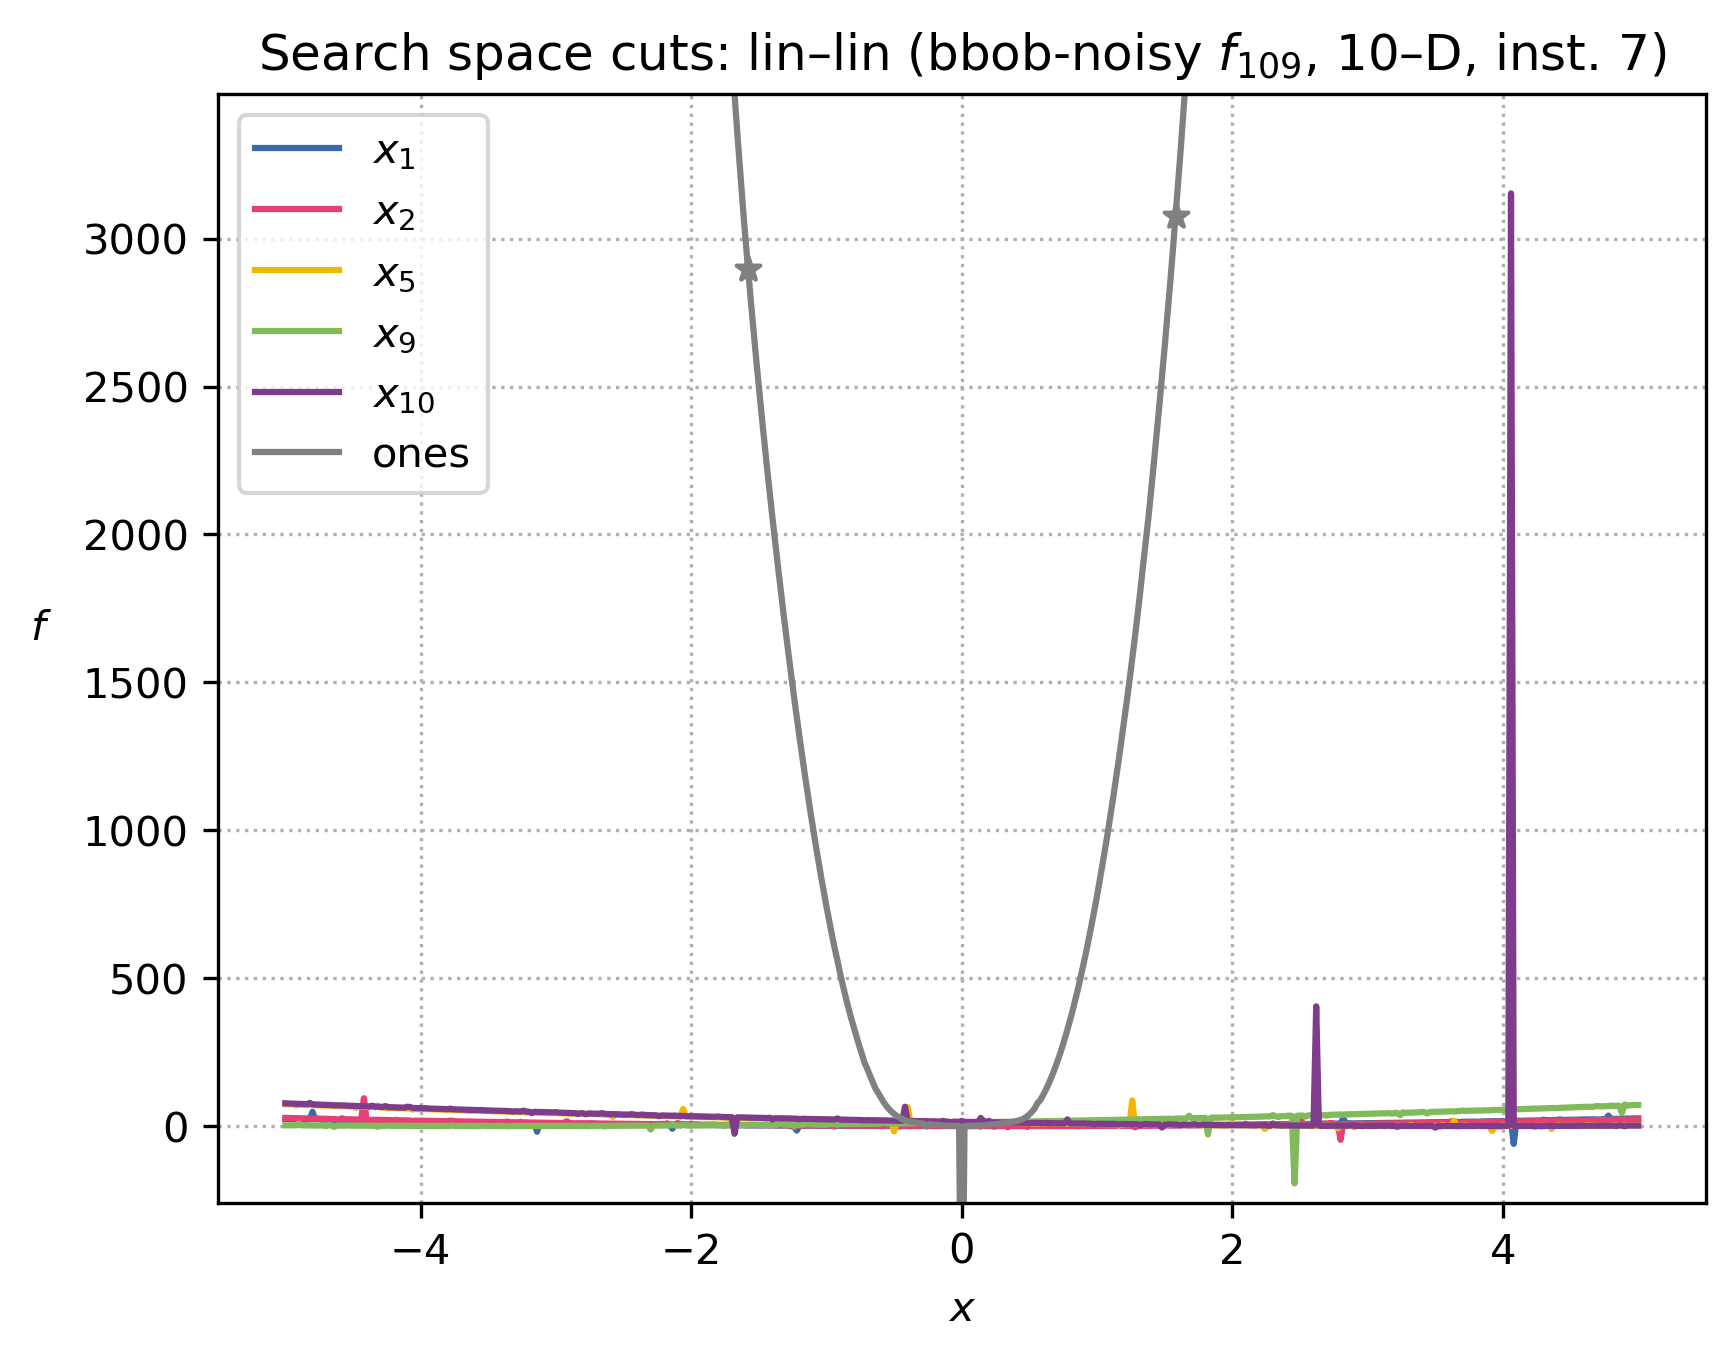 Search space cuts: lin–lin (bbob-noisy f₁₀₉, 10–D, inst. 7)
x₁
x₂
x₅
x₉
x₁₀
ones
3000
2500
2000
1500
1000
500
0
f
−4 −2 0 2 4
x